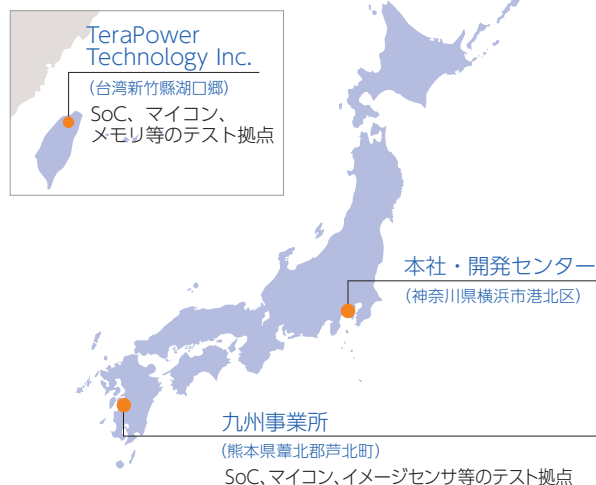 TeraPower
Technology Inc.
（台湾新竹縣湖口郷）
SoC、マイコン、
メモリ等のテスト拠点
本社・開発センター
（神奈川県横浜市港北区）
九州事業所
（熊本県葦北郡芦北町）
SoC、マイコン、イメージセンサ等のテスト拠点